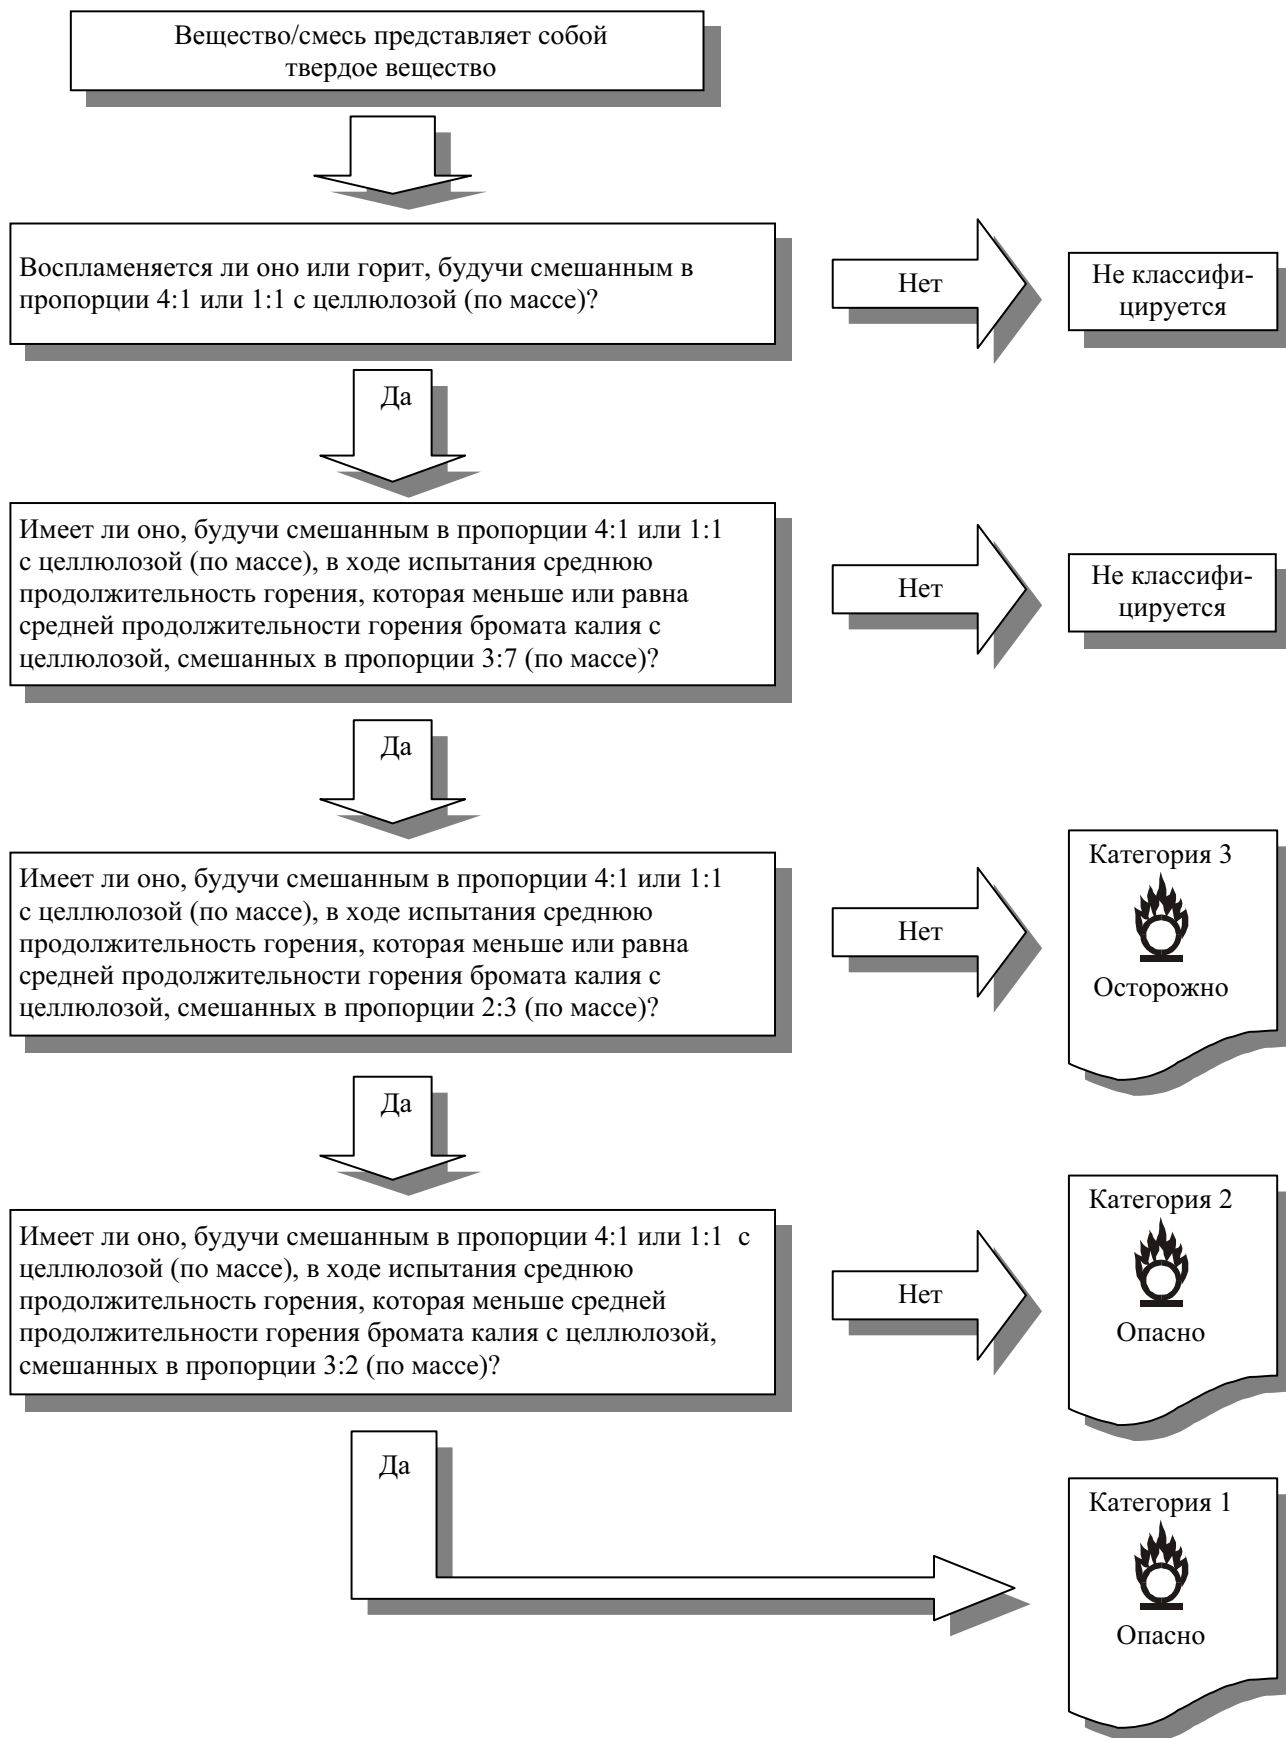 Вещество/смесь представляет собой
твердое вещество
Воспламеняется ли оно или горит, будучи смешанным в
пропорции 4:1 или 1:1 с целлюлозой (по массе)?
Нет
Не классифи-
цируется
Да
Имеет ли оно, будучи смешанным в пропорции 4:1 или 1:1
с целлюлозой (по массе), в ходе испытания среднюю
продолжительность горения, которая меньше или равна
средней продолжительности горения бромата калия с
целлюлозой, смешанных в пропорции 3:7 (по массе)?
Нет
Не классифи-
цируется
Да
Имеет ли оно, будучи смешанным в пропорции 4:1 или 1:1
с целлюлозой (по массе), в ходе испытания среднюю
продолжительность горения, которая меньше или равна
средней продолжительности горения бромата калия с
целлюлозой, смешанных в пропорции 2:3 (по массе)?
Нет
Категория 3
Осторожно
Да
Имеет ли оно, будучи смешанным в пропорции 4:1 или 1:1 с
целлюлозой (по массе), в ходе испытания среднюю
продолжительность горения, которая меньше средней
продолжительности горения бромата калия с целлюлозой,
смешанных в пропорции 3:2 (по массе)?
Нет
Категория 2
Опасно
Да
Категория 1
Опасно